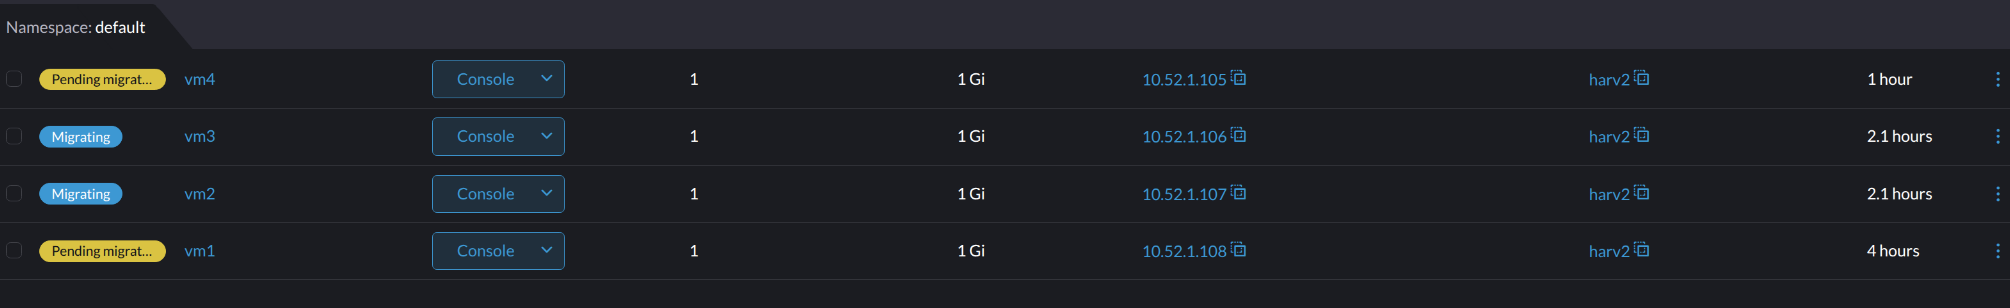 Namespace: default
Pending migrat... vm4 Console 1 1 Gi 10.52.1.105 harv2 1 hour
Migrating vm3 Console 1 1 Gi 10.52.1.106 harv2 2.1 hours
Migrating vm2 Console 1 1 Gi 10.52.1.107 harv2 2.1 hours
Pending migrat... vm1 Console 1 1 Gi 10.52.1.108 harv2 4 hours